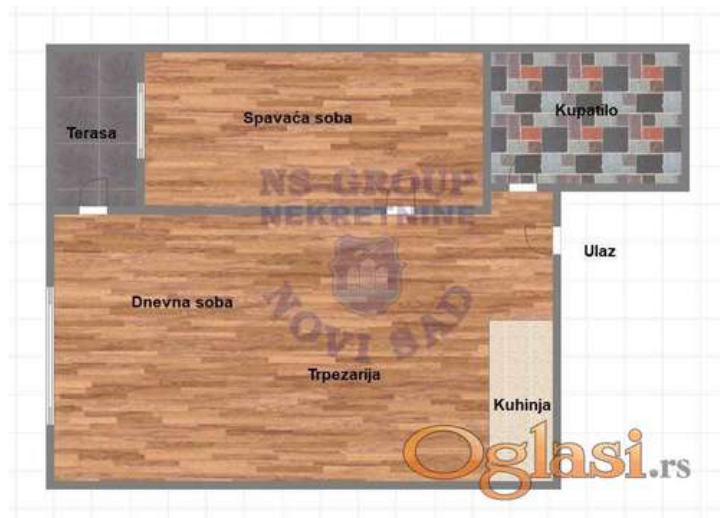 Terasa
Spavaća soba
Kupatilo
NS-GROUP
NEKRETNINE
NOVI SAD
Ulaz
Dnevna soba
Trpezarija
Kuhinja
Oglasi.rs